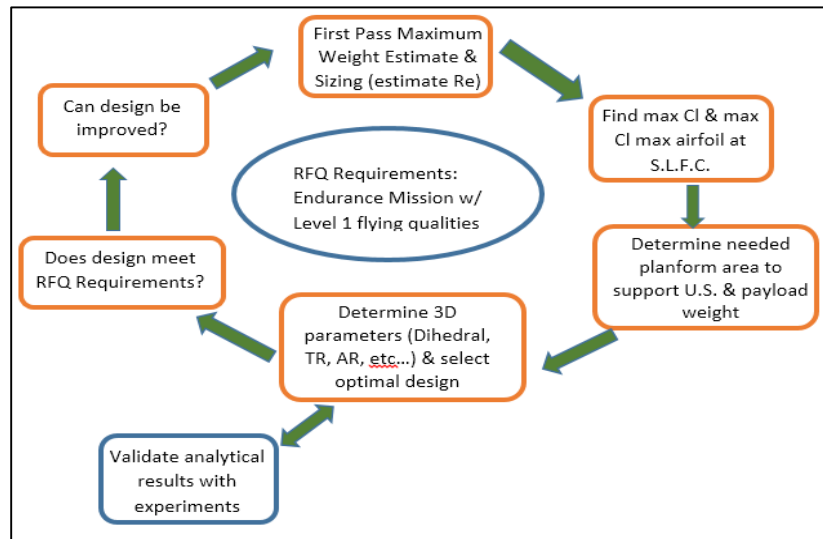 First Pass Maximum
Weight Estimate &
Sizing (estimate Re)
Find max Cl & max
Cl max airfoil at
S.L.F.C.
Determine needed
planform area to
support U.S. & payload
weight
Determine 3D
parameters (Dihedral,
TR, AR, etc...) & select
optimal design
Validate analytical
results with
experiments
Does design meet
RFQ Requirements?
Can design be
improved?
RFQ Requirements:
Endurance Mission w/
Level 1 flying qualities